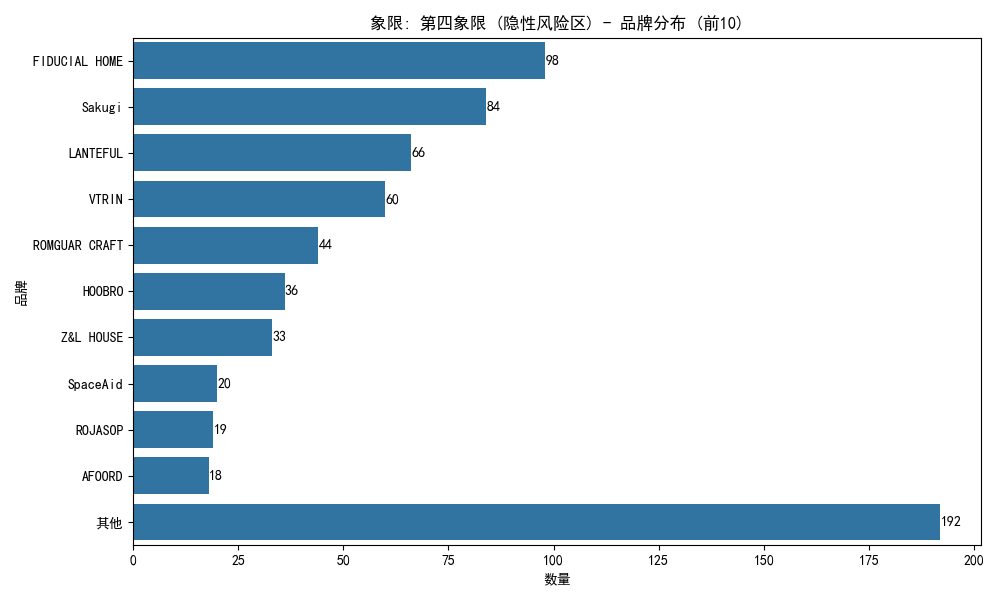 象限: 第四象限 (隐性风险区) - 品牌分布 (前10)
FIDUCIAL HOME 98
Sakugi 84
LANTEFUL 66
VTRIN 60
ROMGUAR CRAFT 44
品牌
HOOBRO 36
Z&L HOUSE 33
SpaceAid 20
ROJASOP 19
AFOORD 18
其他 192
0 25 50 75 100 125 150 175 200
数量